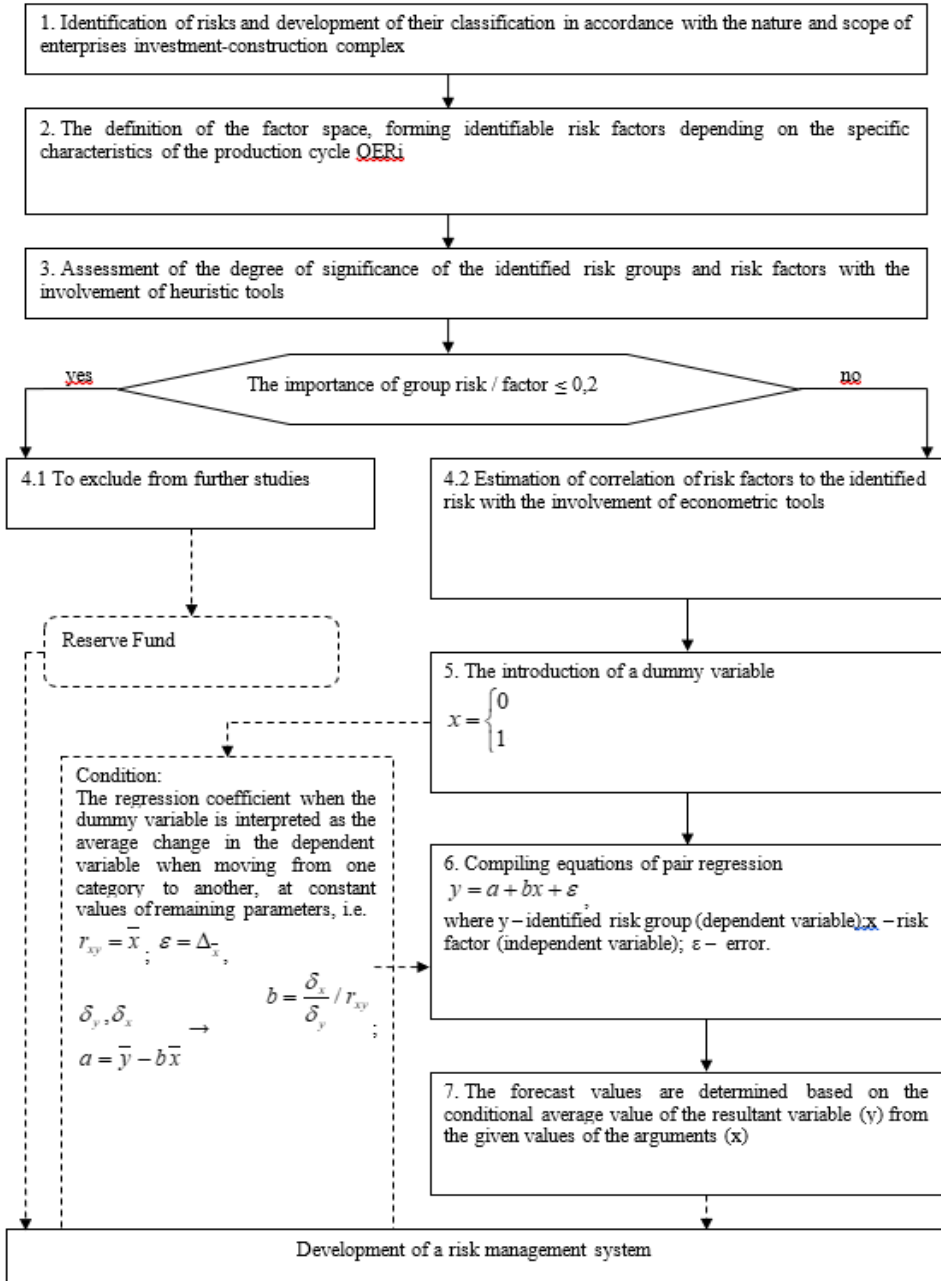 1. Identification of risks and development of their classification in accordance with the nature and scope of
enterprises investment-construction complex
2. The definition of the factor space, forming identifiable risk factors depending on the specific
characteristics of the production cycle OERi
3. Assessment of the degree of significance of the identified risk groups and risk factors with the
involvement of heuristic tools
yes
The importance of group risk / factor ≤ 0,2
no
4.1 To exclude from further studies
4.2 Estimation of correlation of risk factors to the identified
risk with the involvement of econometric tools
Reserve Fund
5. The introduction of a dummy variable
x = {0
1
Condition:
The regression coefficient when the
dummy variable is interpreted as the
average change in the dependent
variable when moving from one
category to another, at constant
values of remaining parameters, i.e.
r_xy = x̄ ; ε = Δ_x̄ ,
δ_y , δ_x → b = δ_x / δ_y / r_xy ;
a = ȳ − bx̄
6. Compiling equations of pair regression
y = a + bx + ε ,
where y – identified risk group (dependent variable);x – risk
factor (independent variable); ε – error.
7. The forecast values are determined based on the
conditional average value of the resultant variable (y) from
the given values of the arguments (x)
Development of a risk management system